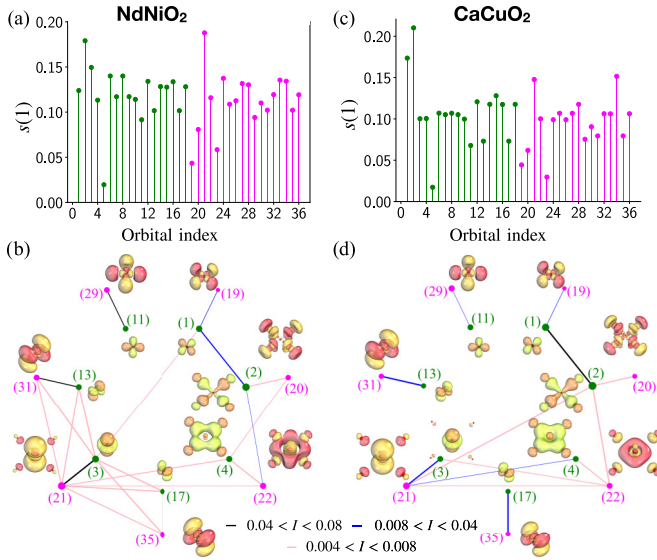 (a) NdNiO₂ (c) CaCuO₂
s(1) 0.20 0.15 0.10 0.05 0.00
0 4 8 12 16 20 24 28 32 36
Orbital index
s(1) 0.20 0.15 0.10 0.05 0.00
0 4 8 12 16 20 24 28 32 36
Orbital index
(b)
(29) (19)
(11) (1)
(2)
(13) (20)
(31)
(3) (4)
(21) (17) (22)
(35)
(d)
(29) (19)
(11) (1)
(2)
(13) (20)
(31)
(3) (4)
(21) (17) (22)
(35)
0.04 < I < 0.08 0.008 < I < 0.04
0.004 < I < 0.008